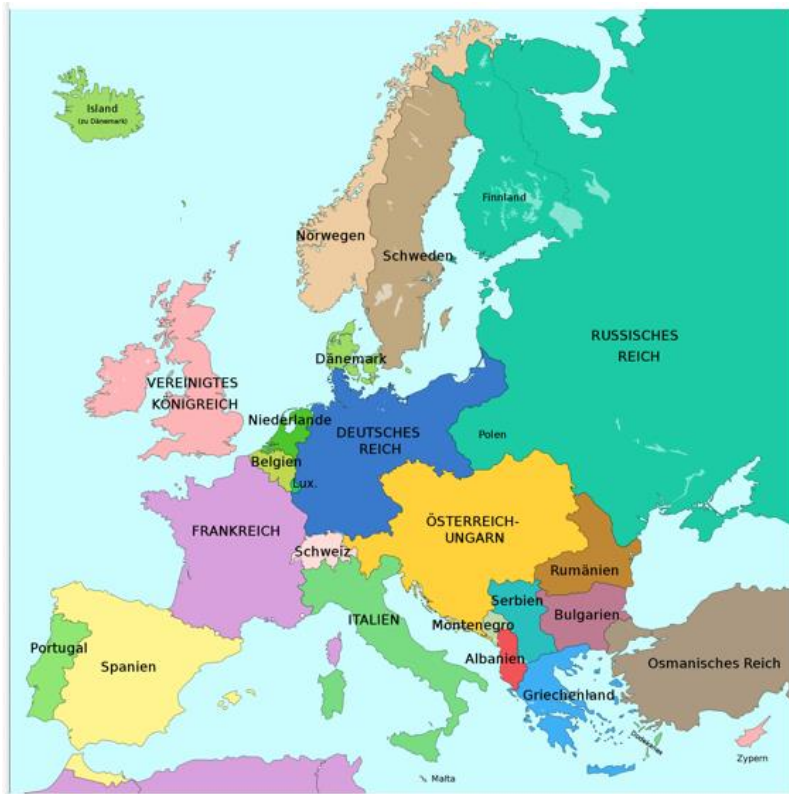 Island
(zu Dänemark)
Finnland
Norwegen
Schweden
RUSSISCHES
REICH
Dänemark
VEREINIGTES
KÖNIGREICH
Niederlande
DEUTSCHES
REICH
Polen
Belgien
Lux.
FRANKREICH
ÖSTERREICH-
UNGARN
Schweiz
Rumänien
Serbien
Bulgarien
ITALIEN
Montenegro
Portugal
Spanien
Albanien
Osmanisches Reich
Griechenland
Dodekanes
Zypern
Malta